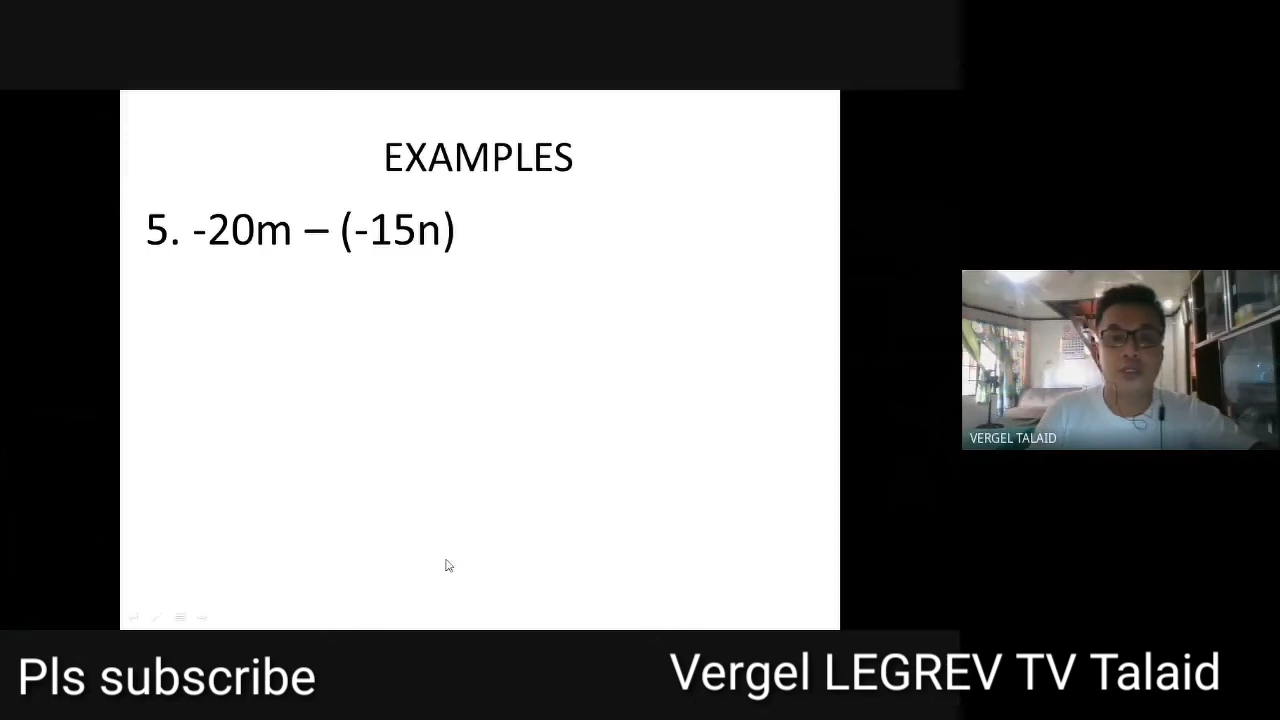 EXAMPLES
5. -20m – (-15n)
VERGEL TALAID
Pls subscribe
Vergel LEGREV TV Talaid